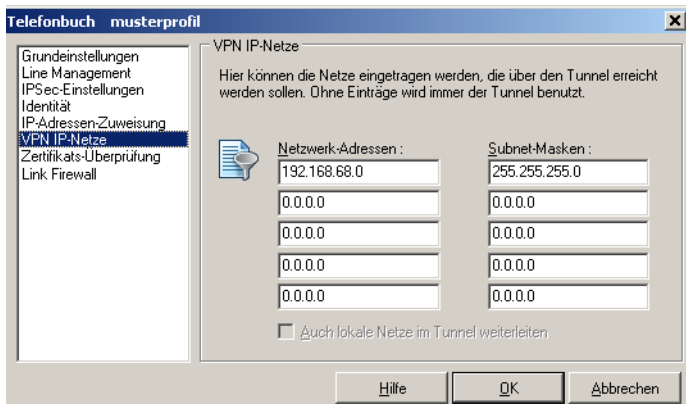 Telefonbuch musterprofil
Grundeinstellungen
Line Management
IPSec-Einstellungen
Identität
IP-Adressen-Zuweisung
VPN IP-Netze
Zertifikats-Überprüfung
Link Firewall
VPN IP-Netze
Hier können die Netze eingetragen werden, die über den Tunnel erreicht
werden sollen. Ohne Einträge wird immer der Tunnel benutzt.
Netzwerk-Adressen : Subnet-Masken :
192.168.68.0 255.255.255.0
0.0.0.0 0.0.0.0
0.0.0.0 0.0.0.0
0.0.0.0 0.0.0.0
0.0.0.0 0.0.0.0
Auch lokale Netze im Tunnel weiterleiten
Hilfe OK Abbrechen